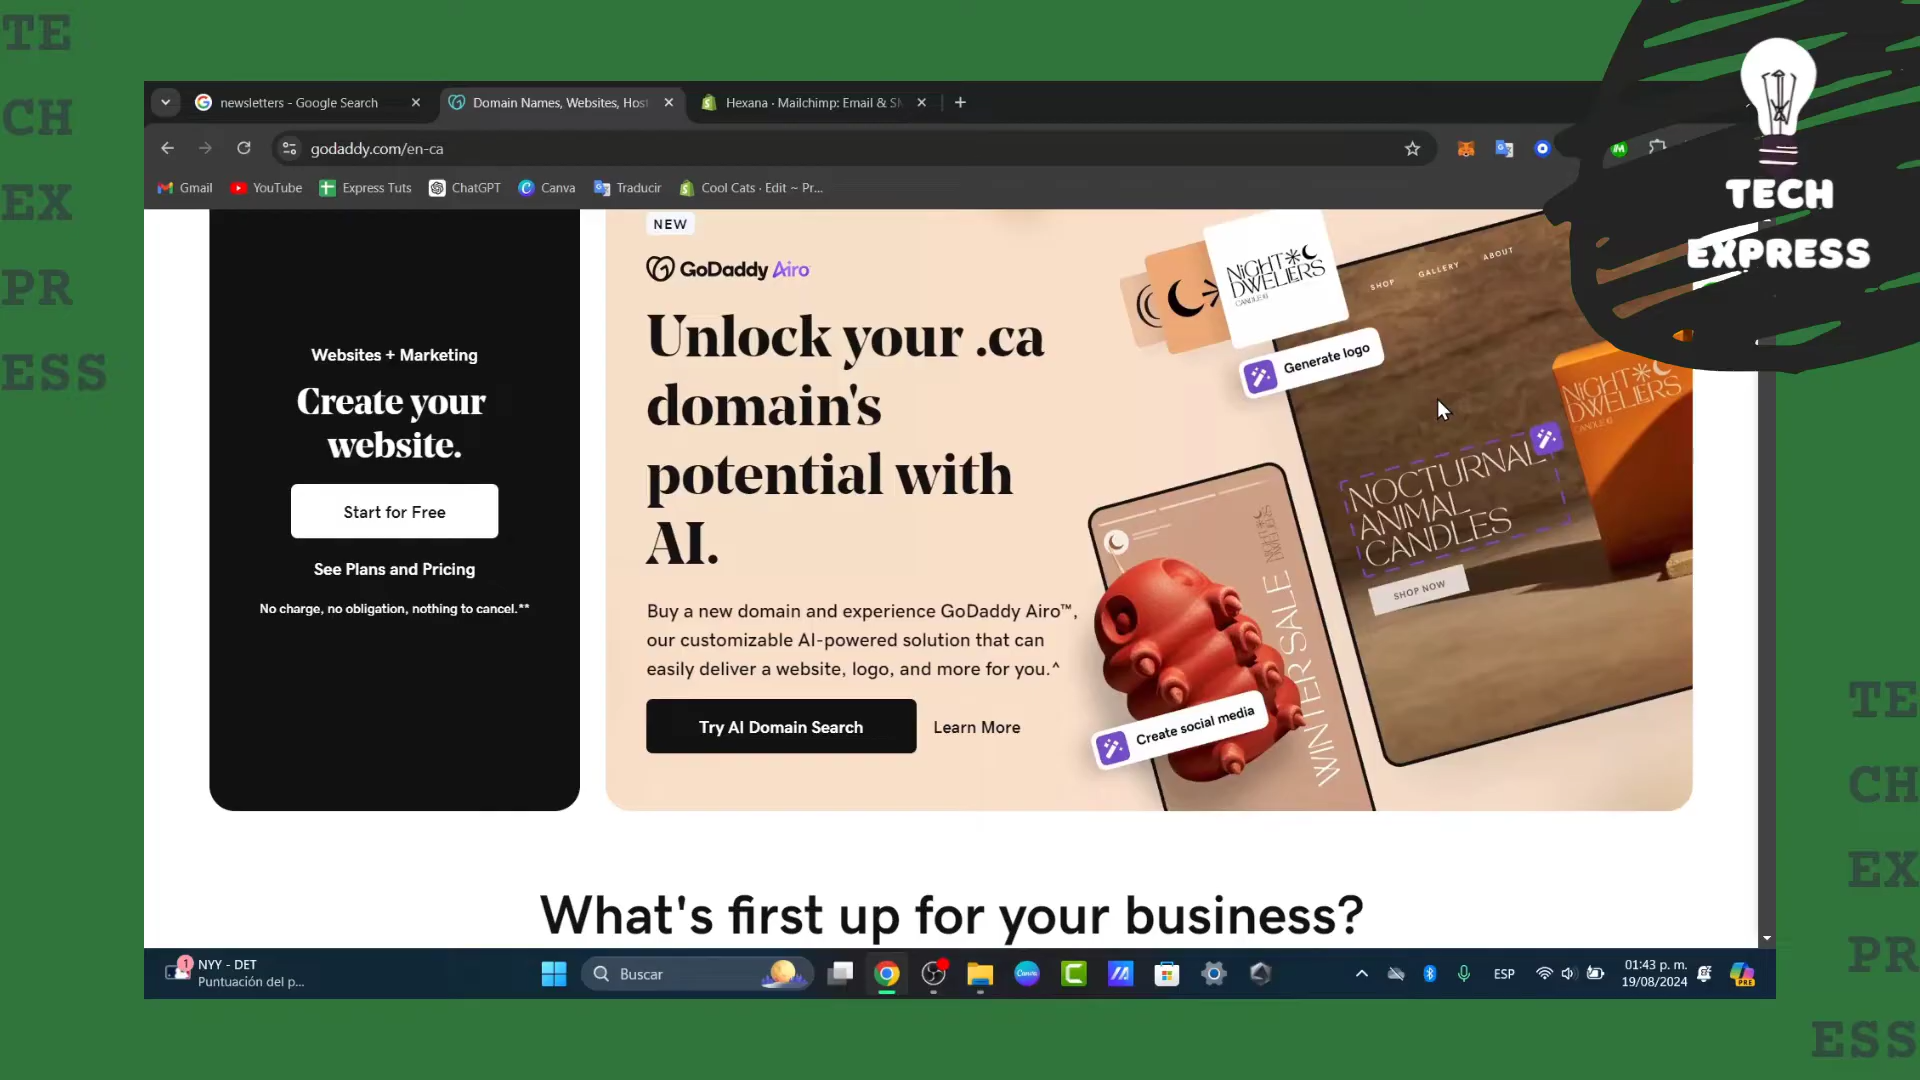 TE
CH
EX
PR
ESS
TECH
EXPRESS
newsletters - Google Search
Domain Names, Websites, Host
Hexana · Mailchimp: Email & SM
godaddy.com/en-ca
Gmail
YouTube
Express Tuts
ChatGPT
Canva
Traducir
Cool Cats · Edit ~ Pr...
Websites + Marketing
Create your
website.
Start for Free
See Plans and Pricing
No charge, no obligation, nothing to cancel.**
NEW
GoDaddy Airo
Unlock your .ca
domain's
potential with
AI.
Buy a new domain and experience GoDaddy Airo™,
our customizable AI-powered solution that can
easily deliver a website, logo, and more for you.^
Try AI Domain Search
Learn More
NIGHT
DWELLERS
CANDLE CO
Generate logo
SHOP
GALLERY
ABOUT
NIGHT
DWELLERS
NOCTURNAL
ANIMAL
CANDLES
SHOP NOW
WINTER SALE
Create social media
What's first up for your business?
1
NYY - DET
Puntuación del p...
Buscar
Canva
ESP
01:43 p. m.
19/08/2024
PRE
TE
CH
EX
PR
ESS